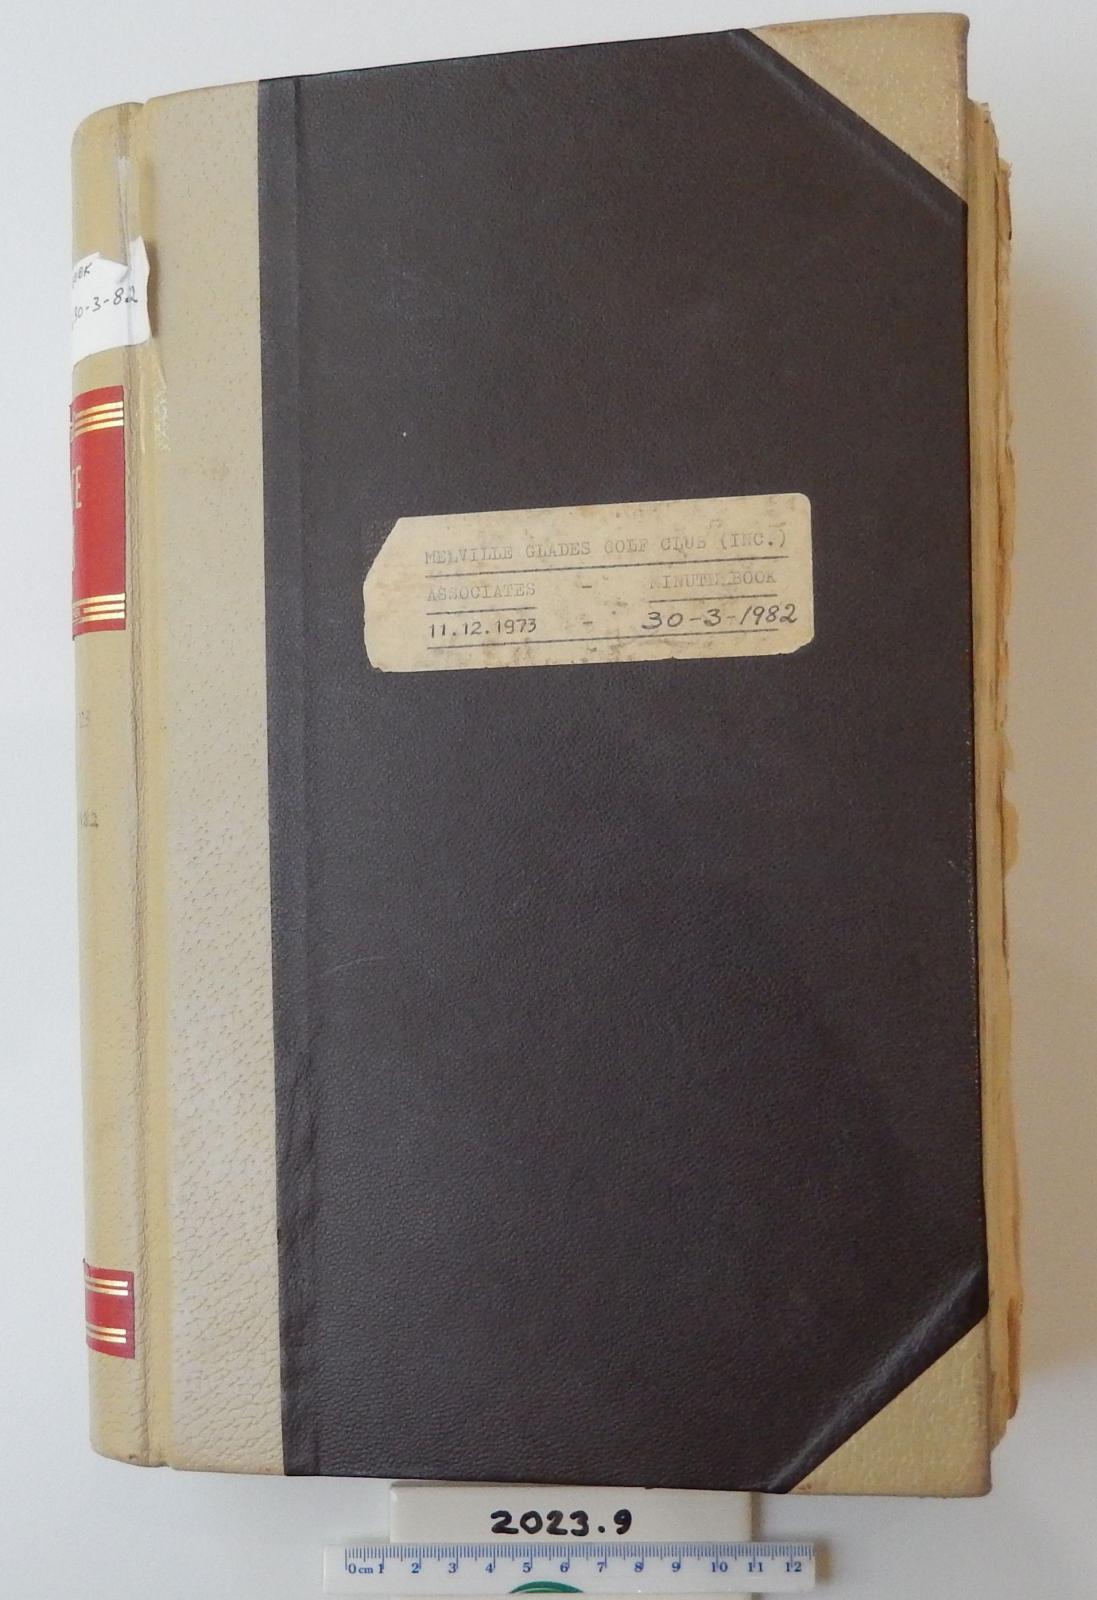 30-3-82
MELVILLE GLADES GOLF CLUB (INC.)
ASSOCIATES - MINUTE BOOK
11.12.1973 - 30-3-1982
2023.9
0cm 1 2 3 4 5 6 7 8 9 10 11 12